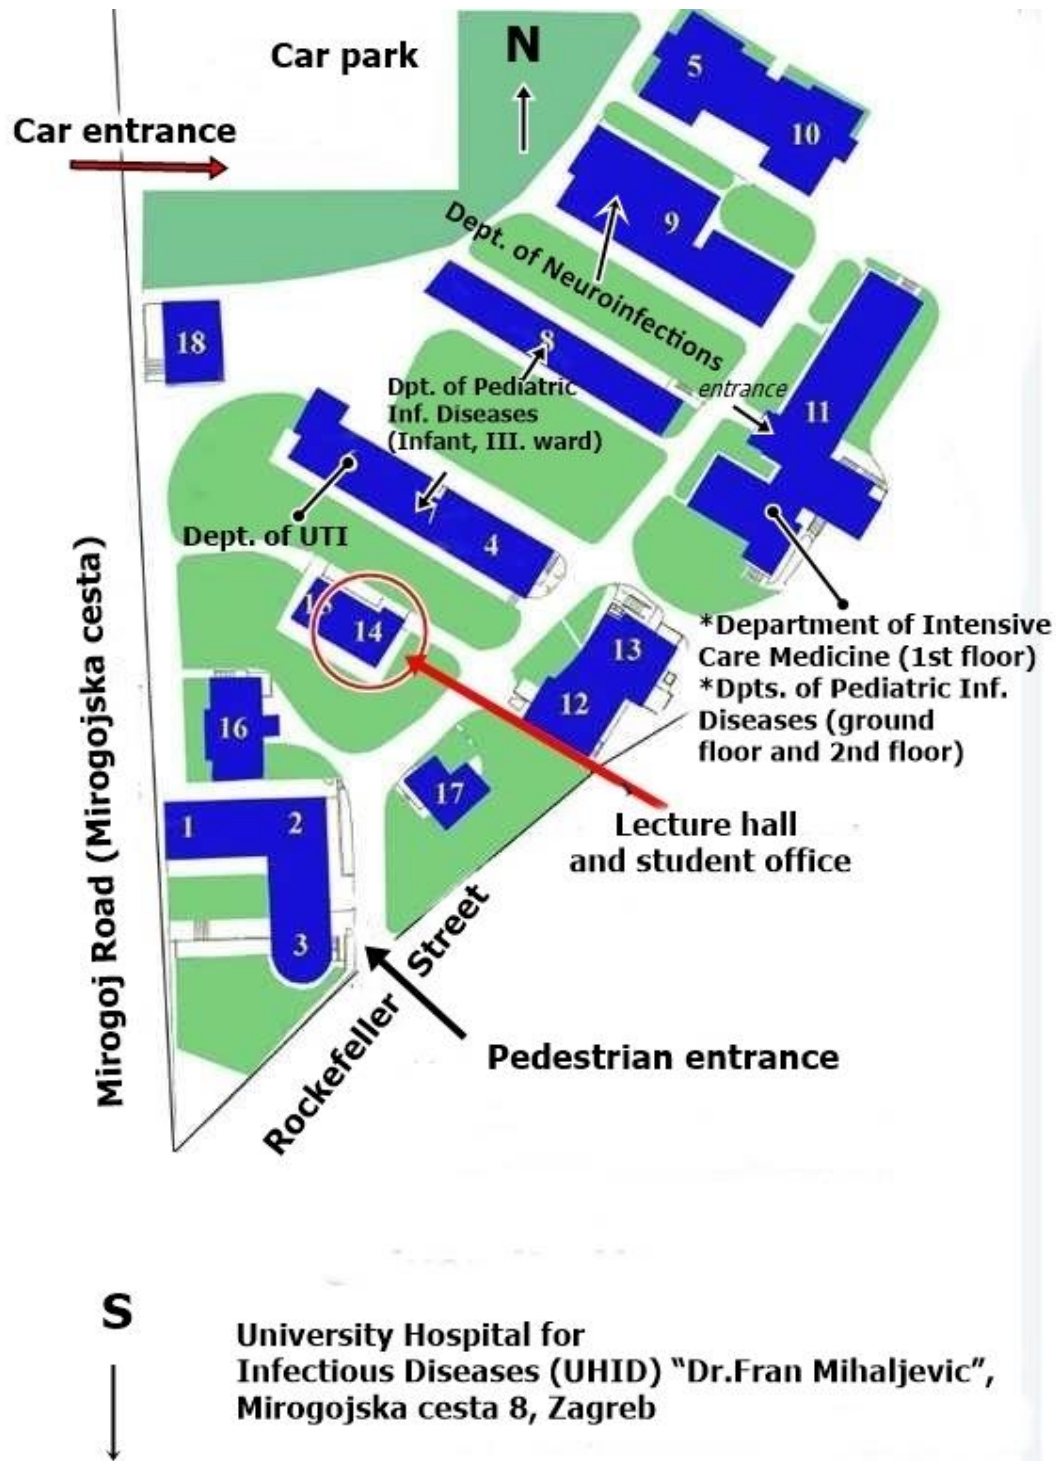 N
Car park
Car entrance
5
10
9
Dept. of Neuroinfections
18
8
Dpt. of Pediatric
Inf. Diseases
(Infant, III. ward)
entrance
11
Dept. of UTI
4
15
14
13
12
*Department of Intensive
Care Medicine (1st floor)
*Dpts. of Pediatric Inf.
Diseases (ground
floor and 2nd floor)
16
17
1
2
3
Lecture hall
and student office
Mirogoj Road (Mirogojska cesta)
Rockefeller Street
Pedestrian entrance
S
University Hospital for
Infectious Diseases (UHID) “Dr.Fran Mihaljevic”,
Mirogojska cesta 8, Zagreb